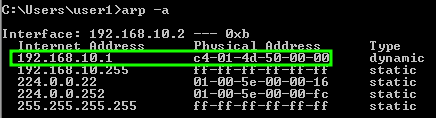 C:\Users\user1>arp -a
Interface: 192.168.10.2 --- 0xb
Internet Address Physical Address Type
192.168.10.1 c4-01-4d-50-00-00 dynamic
192.168.10.255 ff-ff-ff-ff-ff-ff static
224.0.0.22 01-00-5e-00-00-16 static
224.0.0.252 01-00-5e-00-00-fc static
255.255.255.255 ff-ff-ff-ff-ff-ff static